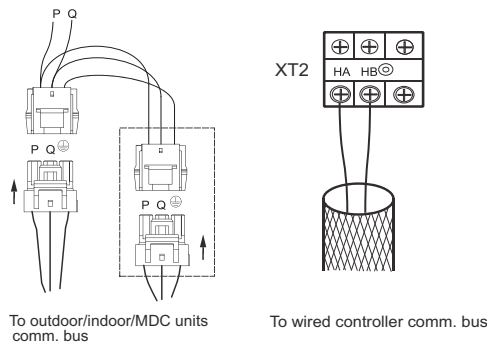 P Q
P Q
P Q
To outdoor/indoor/MDC units
comm. bus
XT2
HA HB
To wired controller comm. bus